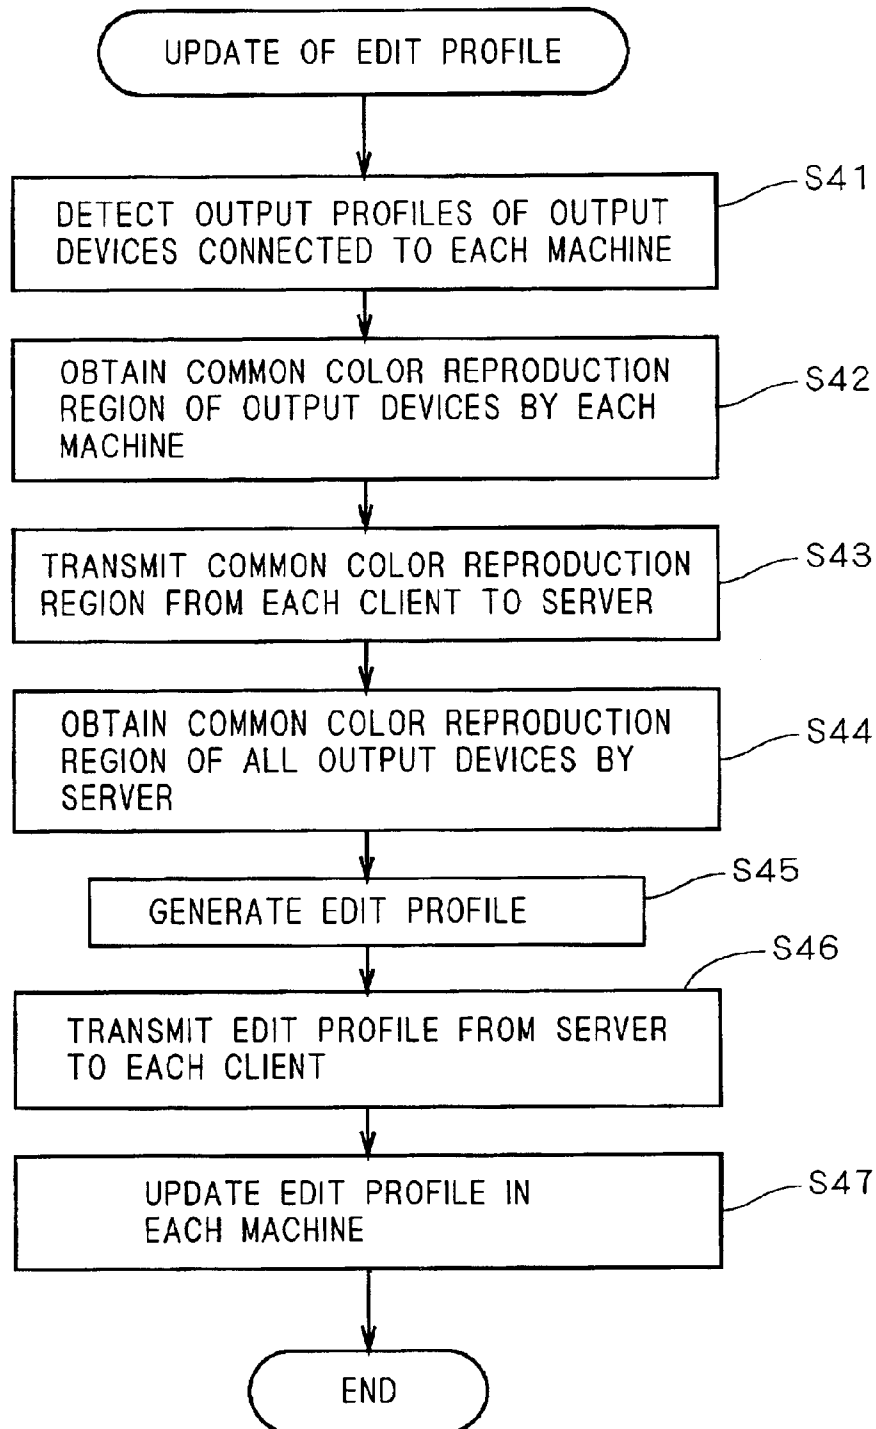 UPDATE OF EDIT PROFILE
S41
DETECT OUTPUT PROFILES OF OUTPUT
DEVICES CONNECTED TO EACH MACHINE
S42
OBTAIN COMMON COLOR REPRODUCTION
REGION OF OUTPUT DEVICES BY EACH
MACHINE
S43
TRANSMIT COMMON COLOR REPRODUCTION
REGION FROM EACH CLIENT TO SERVER
S44
OBTAIN COMMON COLOR REPRODUCTION
REGION OF ALL OUTPUT DEVICES BY
SERVER
S45
GENERATE EDIT PROFILE
S46
TRANSMIT EDIT PROFILE FROM SERVER
TO EACH CLIENT
S47
UPDATE EDIT PROFILE IN
EACH MACHINE
END